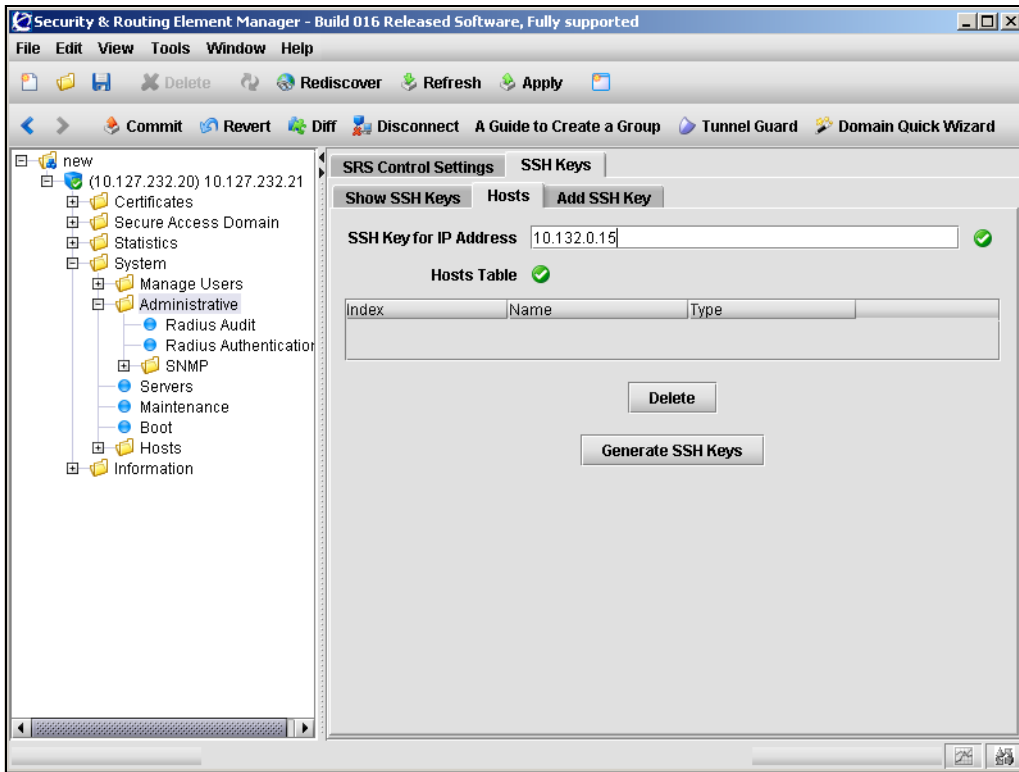 Security & Routing Element Manager - Build 016 Released Software, Fully supported
File Edit View Tools Window Help
Delete Rediscover Refresh Apply
Commit Revert Diff Disconnect A Guide to Create a Group Tunnel Guard Domain Quick Wizard
new
(10.127.232.20) 10.127.232.21
Certificates
Secure Access Domain
Statistics
System
Manage Users
Administrative
Radius Audit
Radius Authentication
SNMP
Servers
Maintenance
Boot
Hosts
Information
SRS Control Settings SSH Keys
Show SSH Keys Hosts Add SSH Key
SSH Key for IP Address 10.132.0.15
Hosts Table
Index Name Type
Delete
Generate SSH Keys